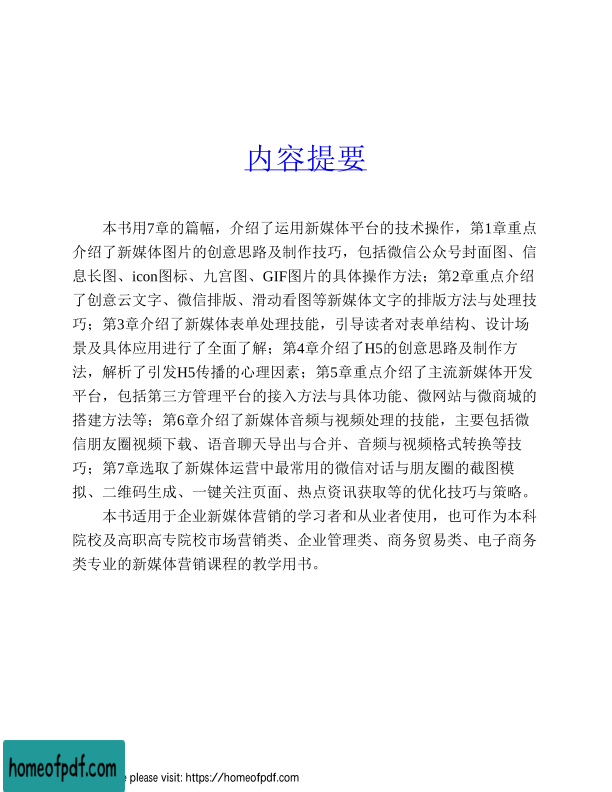 内容提要
本书用7章的篇幅，介绍了运用新媒体平台的技术操作，第1章重点
介绍了新媒体图片的创意思路及制作技巧，包括微信公众号封面图、信
息长图、icon图标、九宫图、GIF图片的具体操作方法；第2章重点介绍
了创意云文字、微信排版、滑动看图等新媒体文字的排版方法与处理技
巧；第3章介绍了新媒体表单处理技能，引导读者对表单结构、设计场
景及具体应用进行了全面了解；第4章介绍了H5的创意思路及制作方
法，解析了引发H5传播的心理因素；第5章重点介绍了主流新媒体开发
平台，包括第三方管理平台的接入方法与具体功能、微网站与微商城的
搭建方法等；第6章介绍了新媒体音频与视频处理的技能，主要包括微
信朋友圈视频下载、语音聊天导出与合并、音频与视频格式转换等技
巧；第7章选取了新媒体运营中最常用的微信对话与朋友圈的截图模
拟、二维码生成、一键关注页面、热点资讯获取等的优化技巧与策略。
本书适用于企业新媒体营销的学习者和从业者使用，也可作为本科
院校及高职高专院校市场营销类、企业管理类、商务贸易类、电子商务
类专业的新媒体营销课程的教学用书。
homeofpdf.com
please visit: https://homeofpdf.com